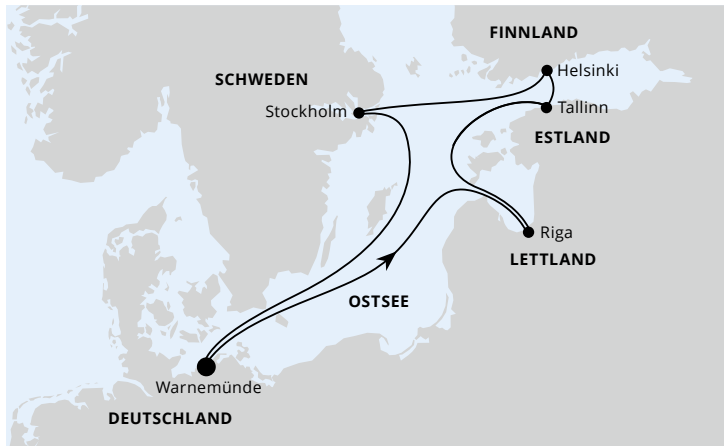 FINNLAND
Helsinki
SCHWEDEN
Stockholm
Tallinn
ESTLAND
Riga
LETTLAND
OSTSEE
Warnemünde
DEUTSCHLAND